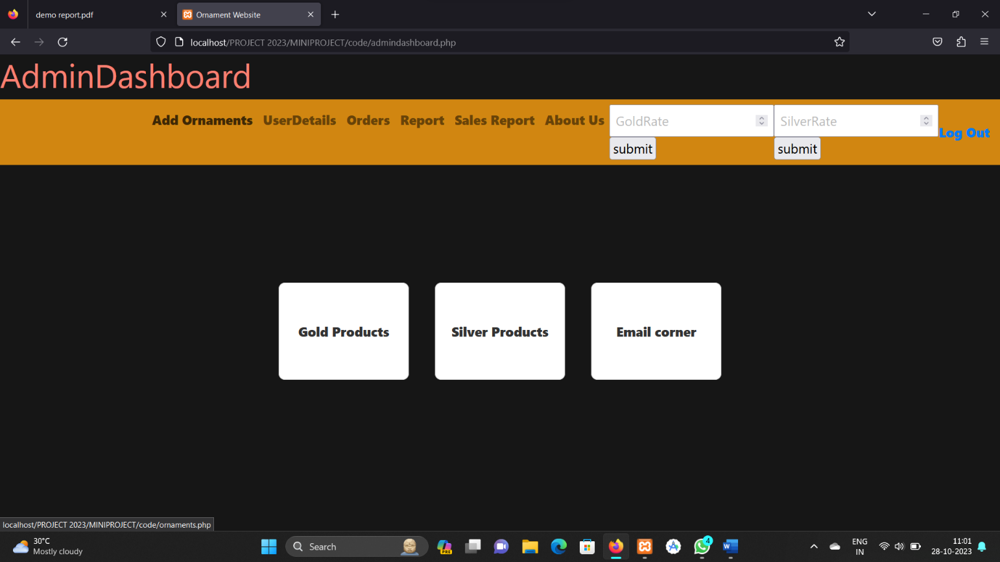 demo report.pdf
Ornament Website
localhost/PROJECT 2023/MINIPROJECT/code/admindashboard.php
AdminDashboard
Add Ornaments UserDetails Orders Report Sales Report About Us GoldRate SilverRate Log Out
submit submit
Gold Products Silver Products Email corner
localhost/PROJECT 2023/MINIPROJECT/code/ornaments.php
30°C
Mostly cloudy
Search
PRE
4
W
ENG
IN
11:01
28-10-2023